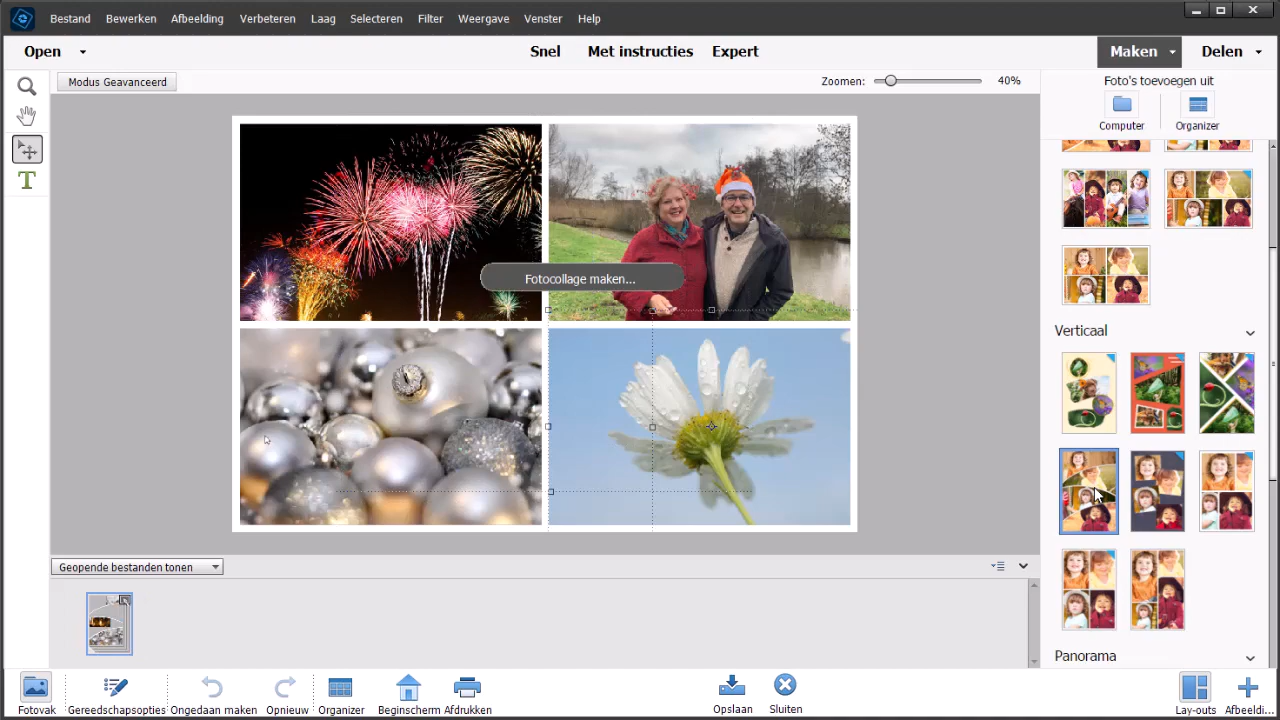 Bestand Bewerken Afbeelding Verbeteren Laag Selecteren Filter Weergave Venster Help
Open Snel Met instructies Expert Maken Delen
Modus Geavanceerd Zoomen: 40% Foto's toevoegen uit
Computer Organizer
Fotocollage maken...
Verticaal
Geopende bestanden tonen
Panorama
Fotovak Gereedschapsopties Ongedaan maken Opnieuw Organizer Beginscherm Afdrukken Opslaan Sluiten Lay-outs Afbeeldi...
T